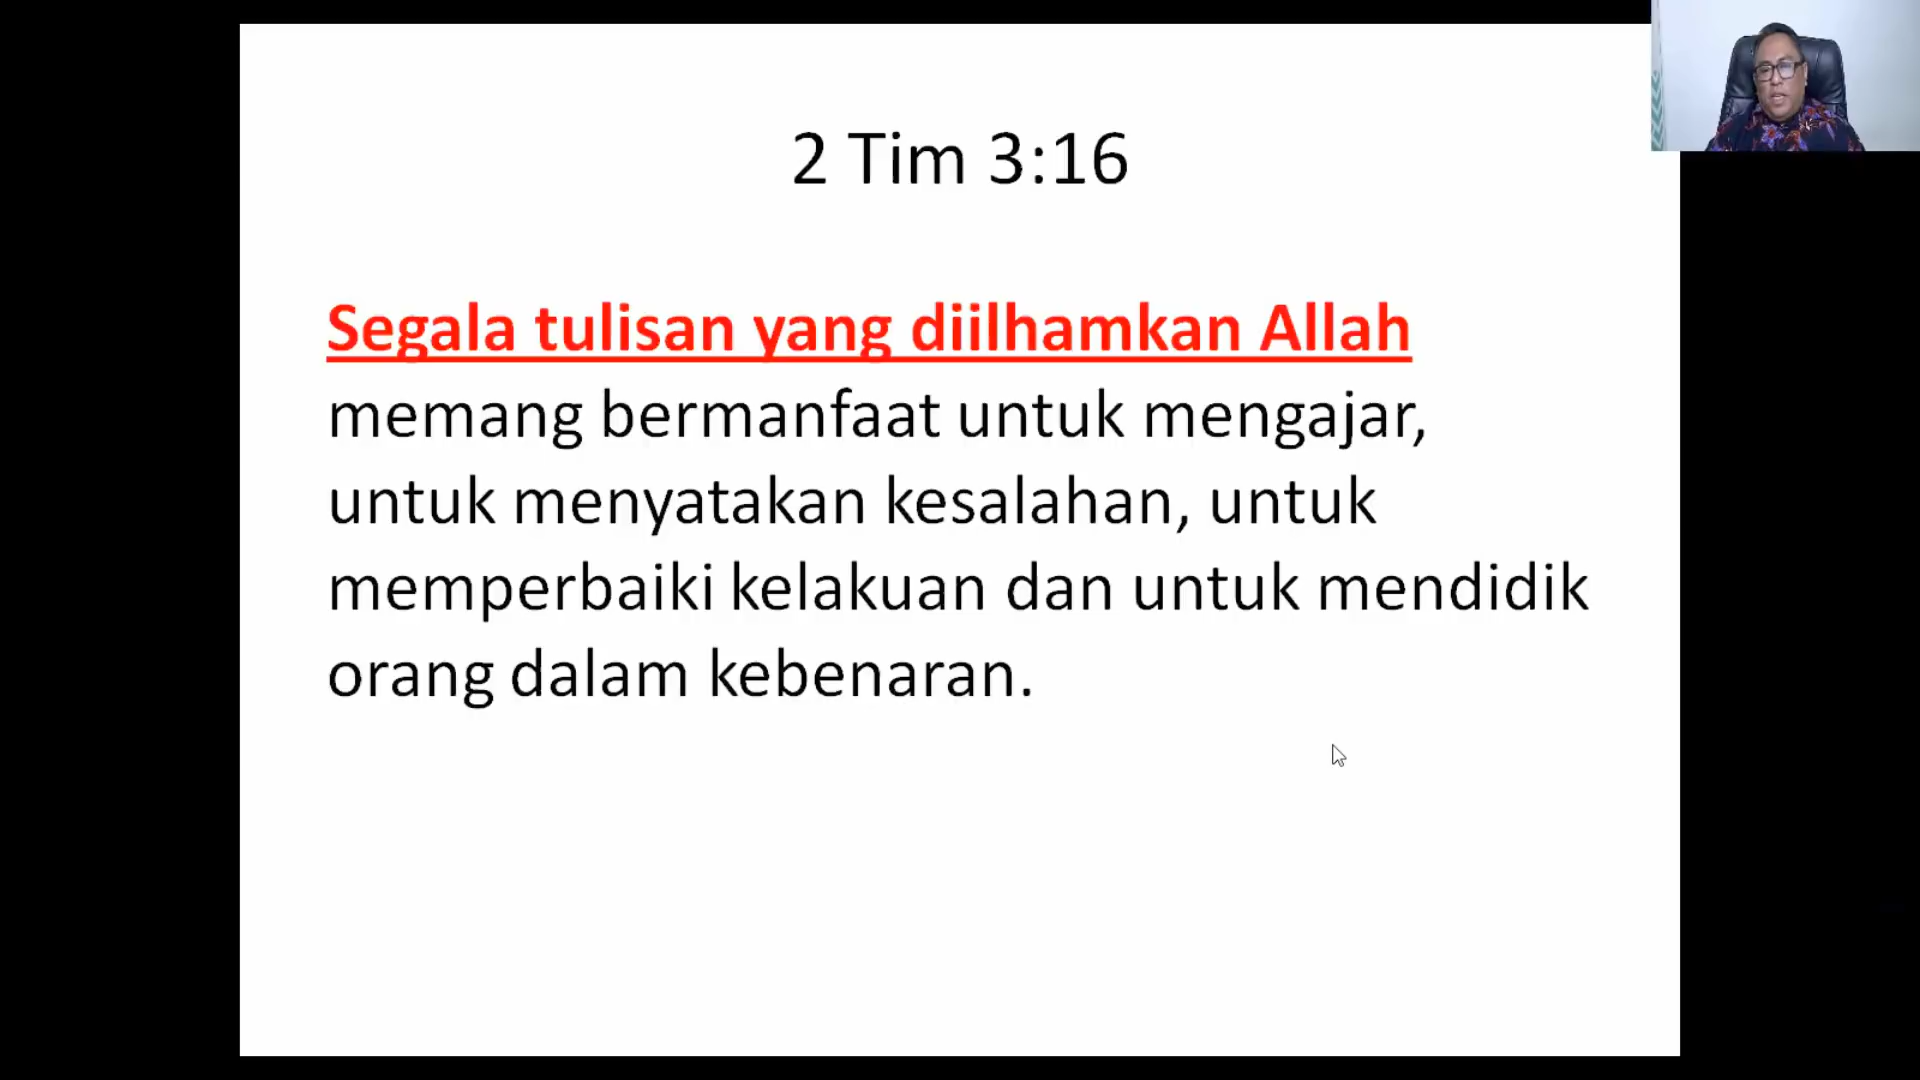 2 Tim 3:16
Segala tulisan yang diilhamkan Allah
memang bermanfaat untuk mengajar,
untuk menyatakan kesalahan, untuk
memperbaiki kelakuan dan untuk mendidik
orang dalam kebenaran.